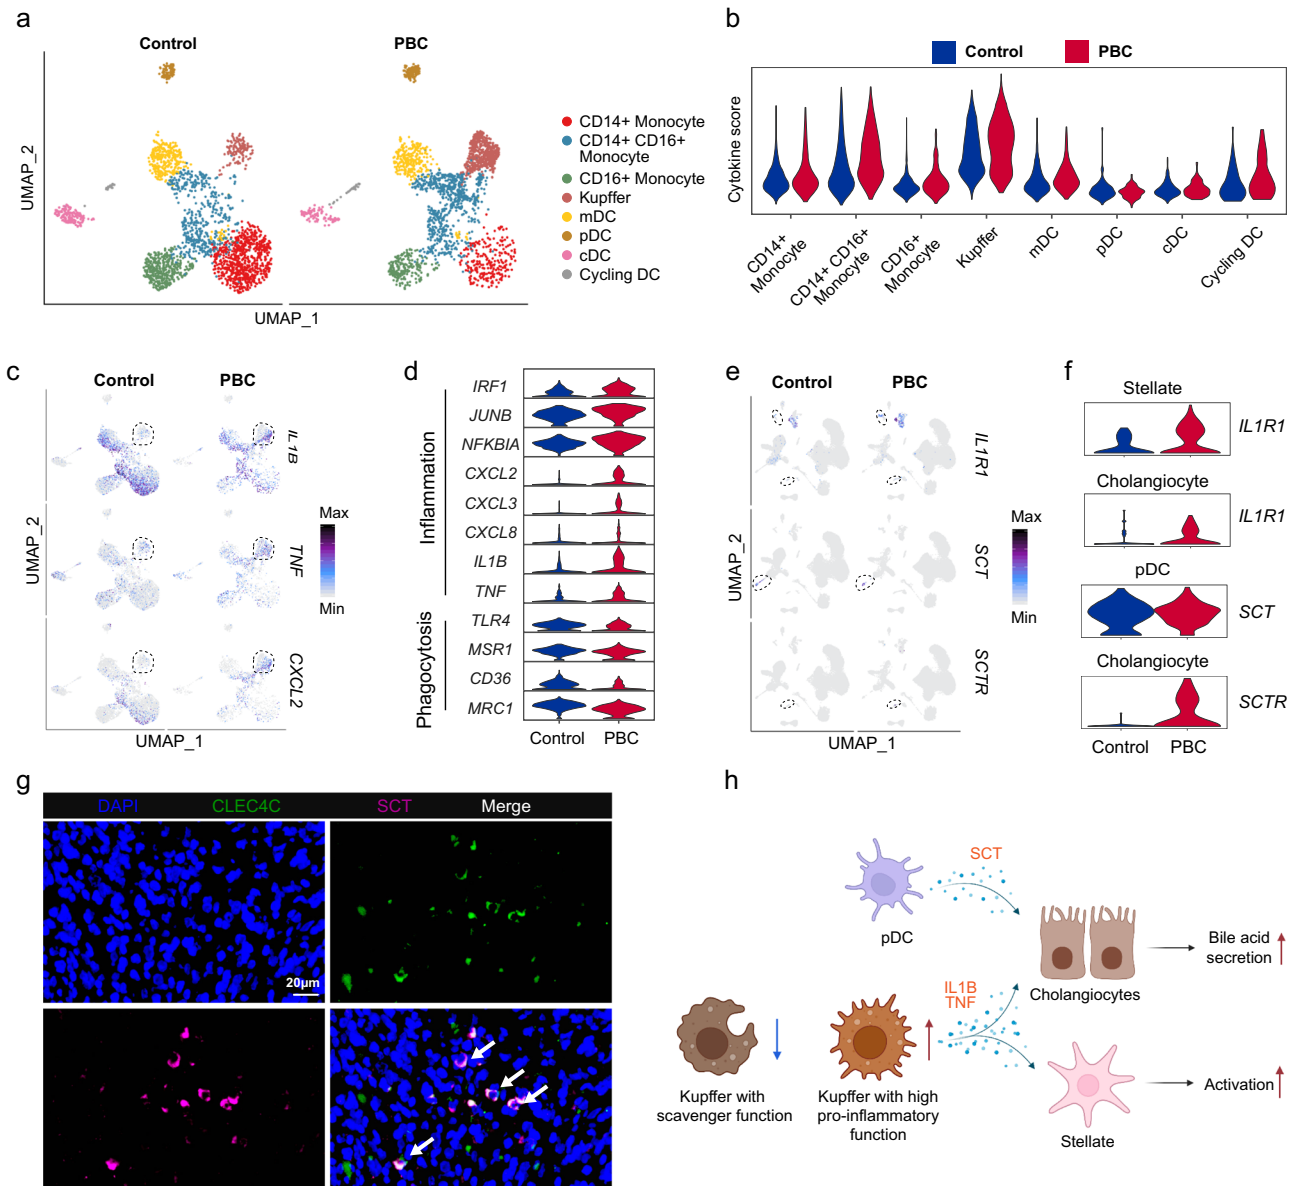 a
Control
PBC
UMAP_2
UMAP_1
CD14+ Monocyte
CD14+ CD16+
Monocyte
CD16+ Monocyte
Kupffer
mDC
pDC
cDC
Cycling DC
b
Control
PBC
Cytokine score
CD14+
Monocyte
CD14+ CD16+
Monocyte
CD16+
Monocyte
Kupffer
mDC
pDC
cDC
Cycling DC
c
Control
PBC
IL1B
TNF
CXCL2
UMAP_2
UMAP_1
Max
Min
d
Inflammation
IRF1
JUNB
NFKBIA
CXCL2
CXCL3
CXCL8
IL1B
TNF
Phagocytosis
TLR4
MSR1
CD36
MRC1
Control
PBC
e
Control
PBC
IL1R1
SCT
SCTR
UMAP_2
UMAP_1
Max
Min
f
Stellate
IL1R1
Cholangiocyte
IL1R1
pDC
SCT
Cholangiocyte
SCTR
Control
PBC
g
DAPI
CLEC4C
SCT
Merge
20μm
h
SCT
pDC
IL1B
TNF
Cholangiocytes
Bile acid
secretion
Kupffer with
scavenger function
Kupffer with high
pro-inflammatory
function
Stellate
Activation